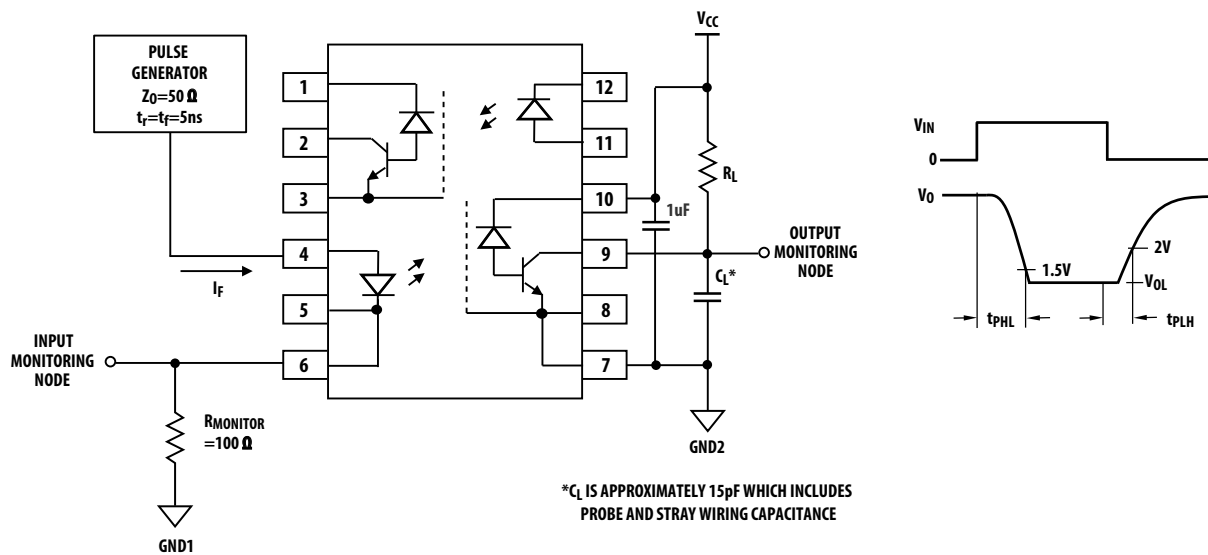 PULSE
GENERATOR
Z0=50 Ω
tr=tf=5ns
1
2
3
4
5
6
12
11
10
9
8
7
IF
INPUT
MONITORING
NODE
RMONITOR
=100 Ω
GND1
VCC
RL
1uF
CL*
OUTPUT
MONITORING
NODE
GND2
*CL IS APPROXIMATELY 15pF WHICH INCLUDES
PROBE AND STRAY WIRING CAPACITANCE
VIN
0
VO
1.5V
2V
VOL
tPHL
tPLH